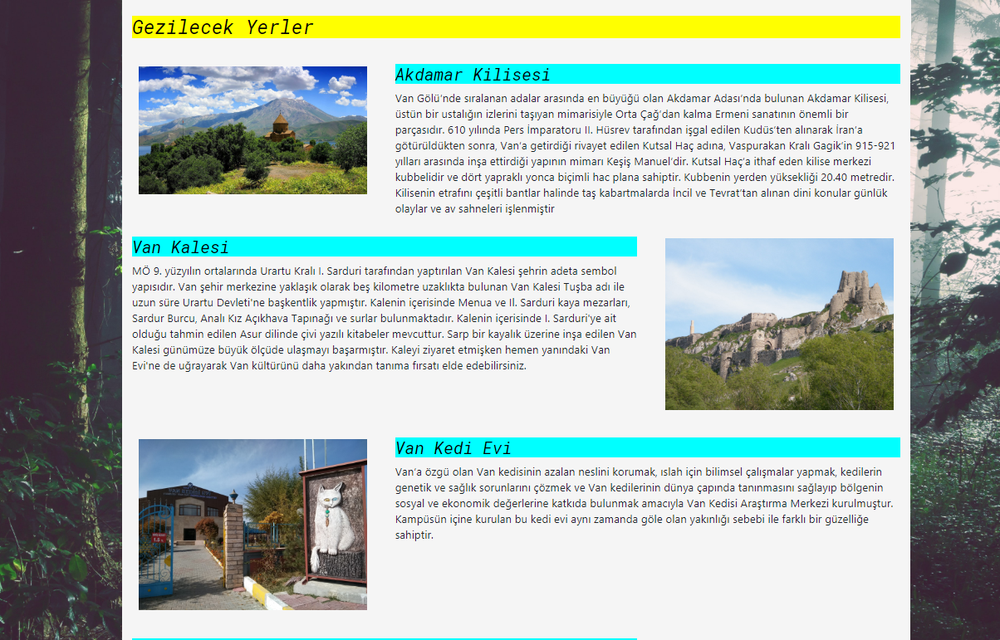 Gezilecek Yerler
Akdamar Kilisesi
Van Gölü'nde sıralanan adalar arasında en büyüğü olan Akdamar Adası'nda bulunan Akdamar Kilisesi,
üstün bir ustalığın izlerini taşıyan mimarisiyle Orta Çağ'dan kalma Ermeni sanatının önemli bir
parçasıdır. 610 yılında Pers İmparatoru II. Hüsrev tarafından işgal edilen Kudüs'ten alınarak İran'a
götürüldükten sonra, Van'a getirdiği rivayet edilen Kutsal Haç adına, Vaspurakan Kralı Gagik'in 915-921
yılları arasında inşa ettirdiği yapının mimarı Keşiş Manuel'dir. Kutsal Haç'a ithaf eden kilise merkezi
kubbelidir ve dört yapraklı yonca biçimli hac plana sahiptir. Kubbenin yerden yüksekliği 20.40 metredir.
Kilisenin etrafını çeşitli bantlar halinde taş kabartmalarda İncil ve Tevrat'tan alınan dini konular günlük
olaylar ve av sahneleri işlenmiştir
Van Kalesi
MÖ 9. yüzyılın ortalarında Urartu Kralı I. Sarduri tarafından yaptırılan Van Kalesi şehrin adeta sembol
yapısıdır. Van şehir merkezine yaklaşık olarak beş kilometre uzaklıkta bulunan Van Kalesi Tuşba adı ile
uzun süre Urartu Devleti'ne başkentlik yapmıştır. Kalenin içerisinde Menua ve II. Sarduri kaya mezarları,
Sardur Burcu, Analı Kız Açıkhava Tapınağı ve surlar bulunmaktadır. Kalenin içerisinde I. Sarduri'ye ait
olduğu tahmin edilen Asur dilinde çivi yazılı kitabeler mevcuttur. Sarp bir kayalık üzerine inşa edilen Van
Kalesi günümüze büyük ölçüde ulaşmayı başarmıştır. Kaleyi ziyaret etmişken hemen yanındaki Van
Evi'ne de uğrayarak Van kültürünü daha yakından tanıma fırsatı elde edebilirsiniz.
Van Kedi Evi
Van'a özgü olan Van kedisinin azalan neslini korumak, ıslah için bilimsel çalışmalar yapmak, kedilerin
genetik ve sağlık sorunlarını çözmek ve Van kedilerinin dünya çapında tanınmasını sağlayıp bölgenin
sosyal ve ekonomik değerlerine katkıda bulunmak amacıyla Van Kedisi Araştırma Merkezi kurulmuştur.
Kampüsün içine kurulan bu kedi evi aynı zamanda göle olan yakınlığı sebebi ile farklı bir güzelliğe
sahiptir.